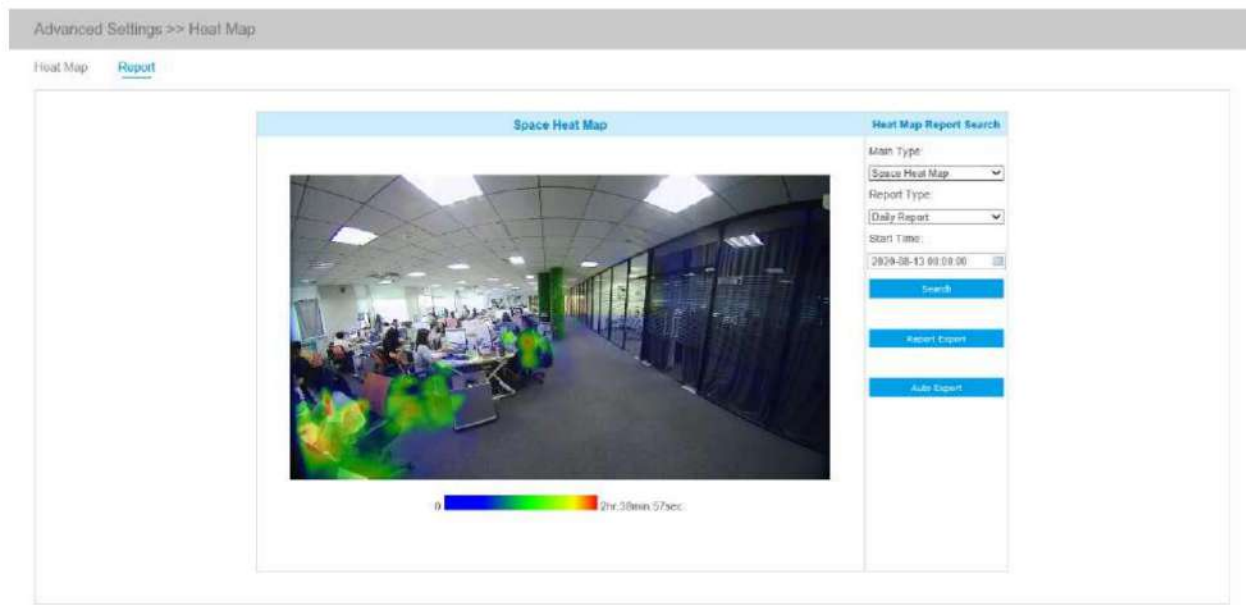 Advanced Settings >> Heat Map
Heat Map Report
Space Heat Map
Heat Map Report Search
Main Type:
Space Heat Map
Report Type:
Daily Report
Start Time:
2020-08-13 00:00:00
Search
Report Export
Auto Export
0 2hr:38min:57sec